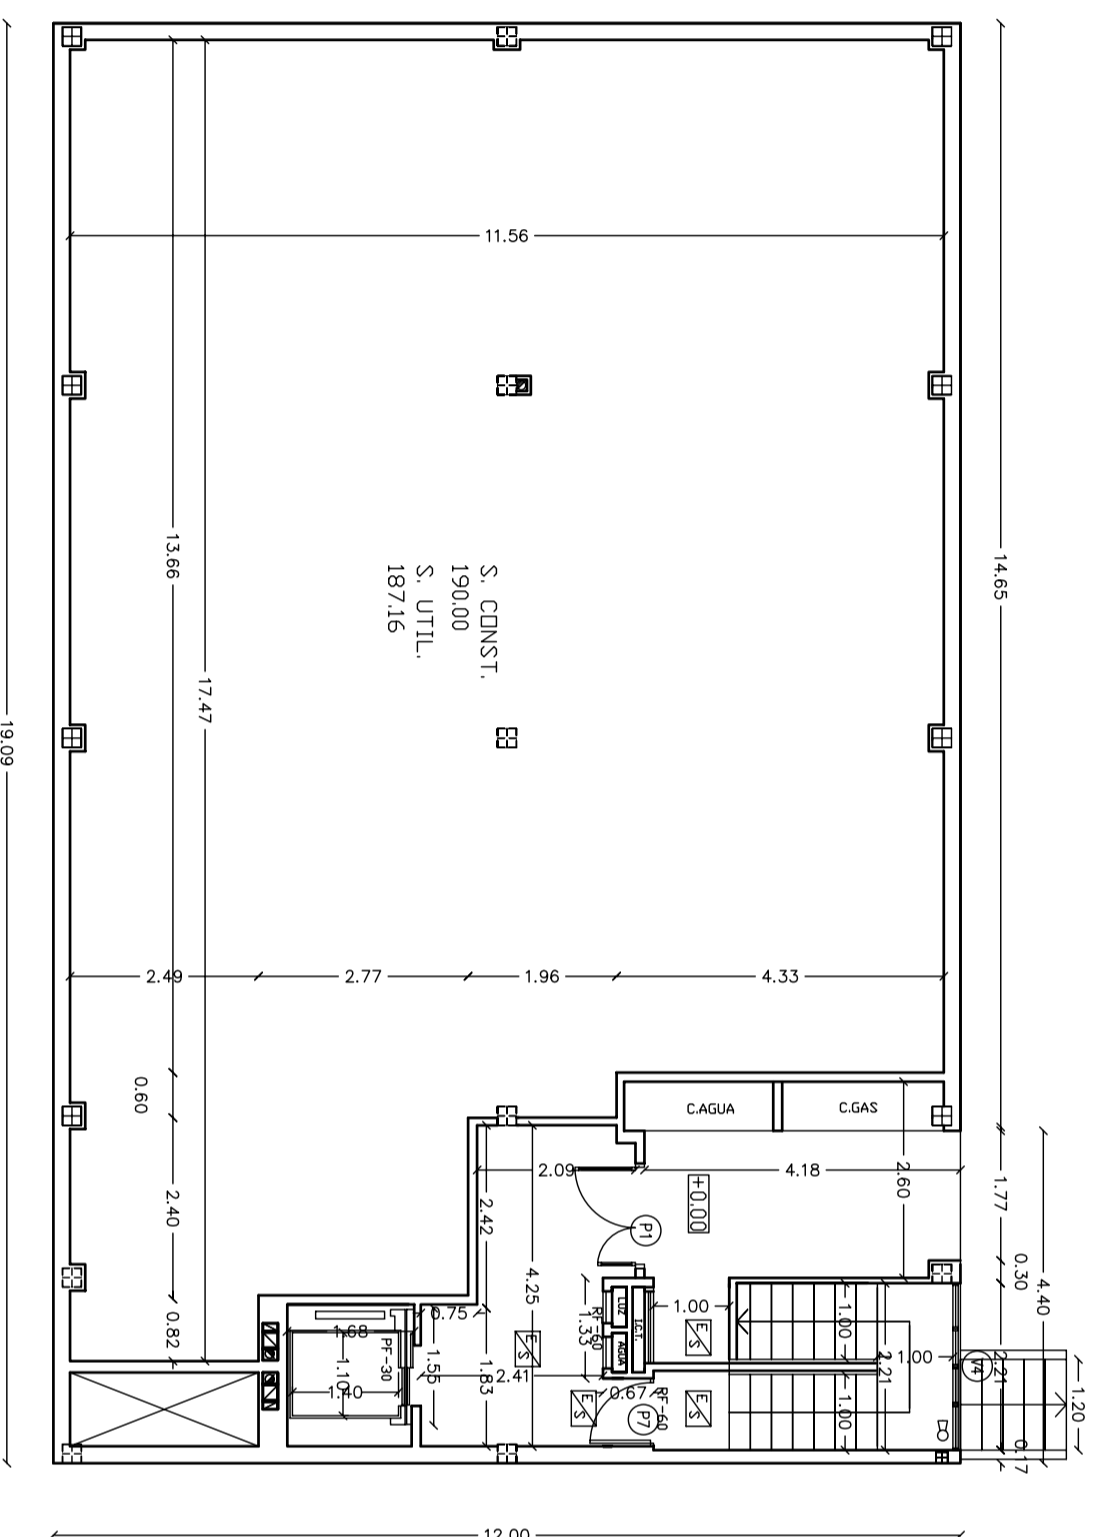 19.09
13.66
17.47
11.56
14.65
S. CONST.
190.00
S. UTIL.
187.16
2.49
2.77
1.96
4.33
0.60
2.40
0.82
C.AGUA
C.GAS
2.09
4.18
2.60
1.77
0.30
4.40
+0.00
P1
2.42
4.25
0.75
1.68
PF-30
1.10
1.40
1.55
1.83
2.41
E/S
RF-60
1.33
LUZ
AGUA
I.C.T.
1.00
E/S
1.00
2.21
1.00
V4
2.21
1.20
0.67
RF-60
E/S
P7
E/S
1.00
0.17
12.00